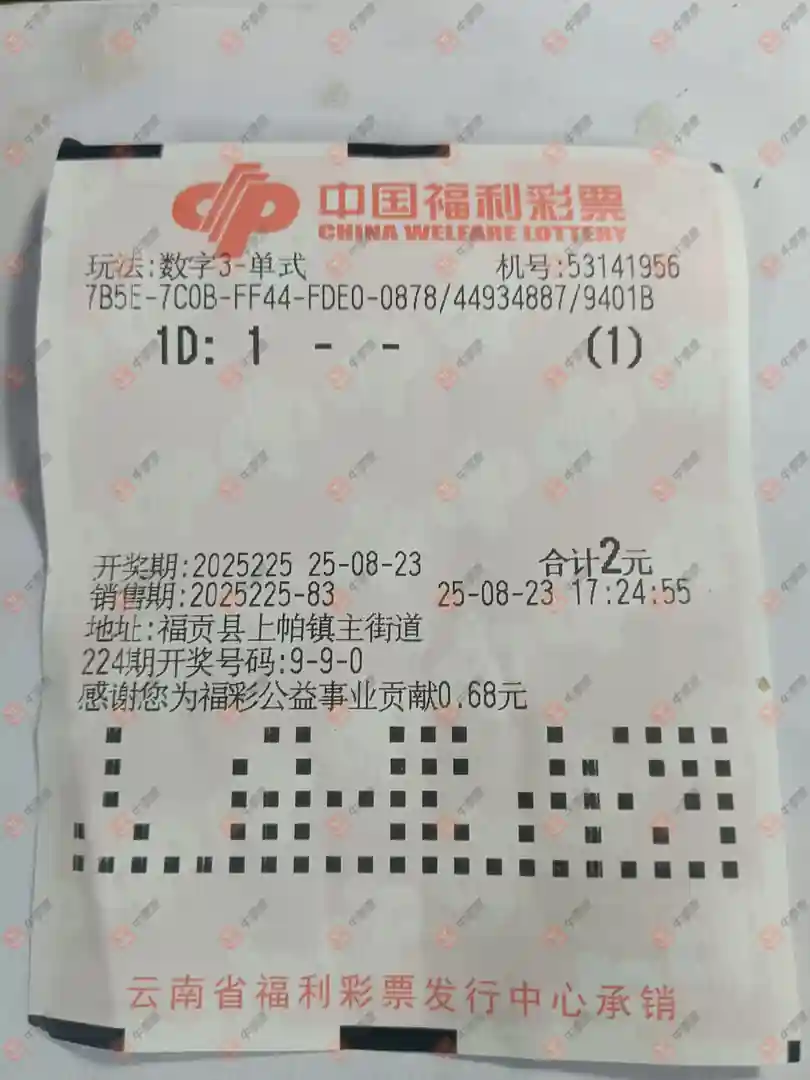 中国福利彩票
CHINA WELFARE LOTTERY
玩法:数字3-单式 机号:53141956
7B5E-7C0B-FF44-FDE0-0878/44934887/9401B
1D: 1 - - (1)
开奖期:2025225 25-08-23 合计2元
销售期:2025225-83 25-08-23 17:24:55
地址:福贡县上帕镇主街道
224期开奖号码:9-9-0
感谢您为福彩公益事业贡献0.68元
云南省福利彩票发行中心承销